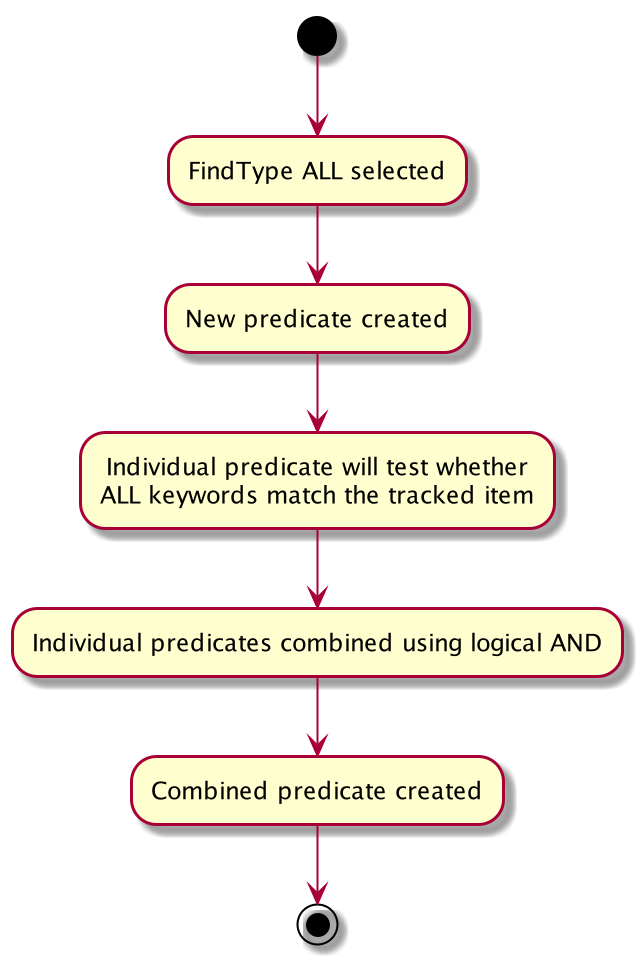 FindType ALL selected
New predicate created
Individual predicate will test whether
ALL keywords match the tracked item
Individual predicates combined using logical AND
Combined predicate created